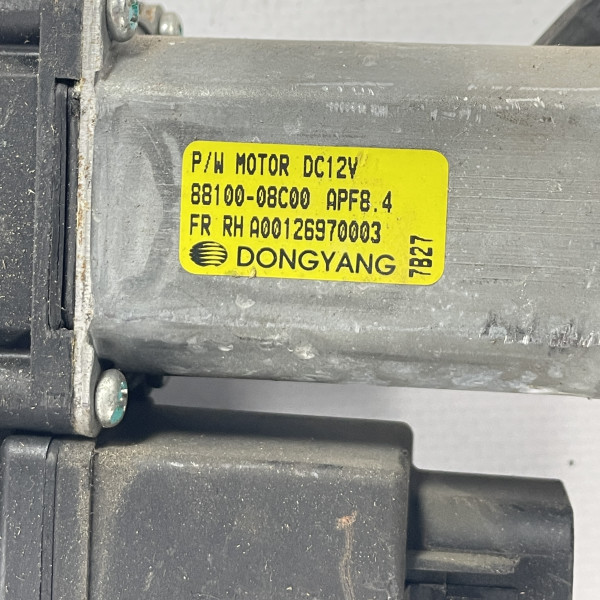 P/W MOTOR DC12V
88100-08C00 APF8.4
FR RH A00126970003
DONGYANG
7B27